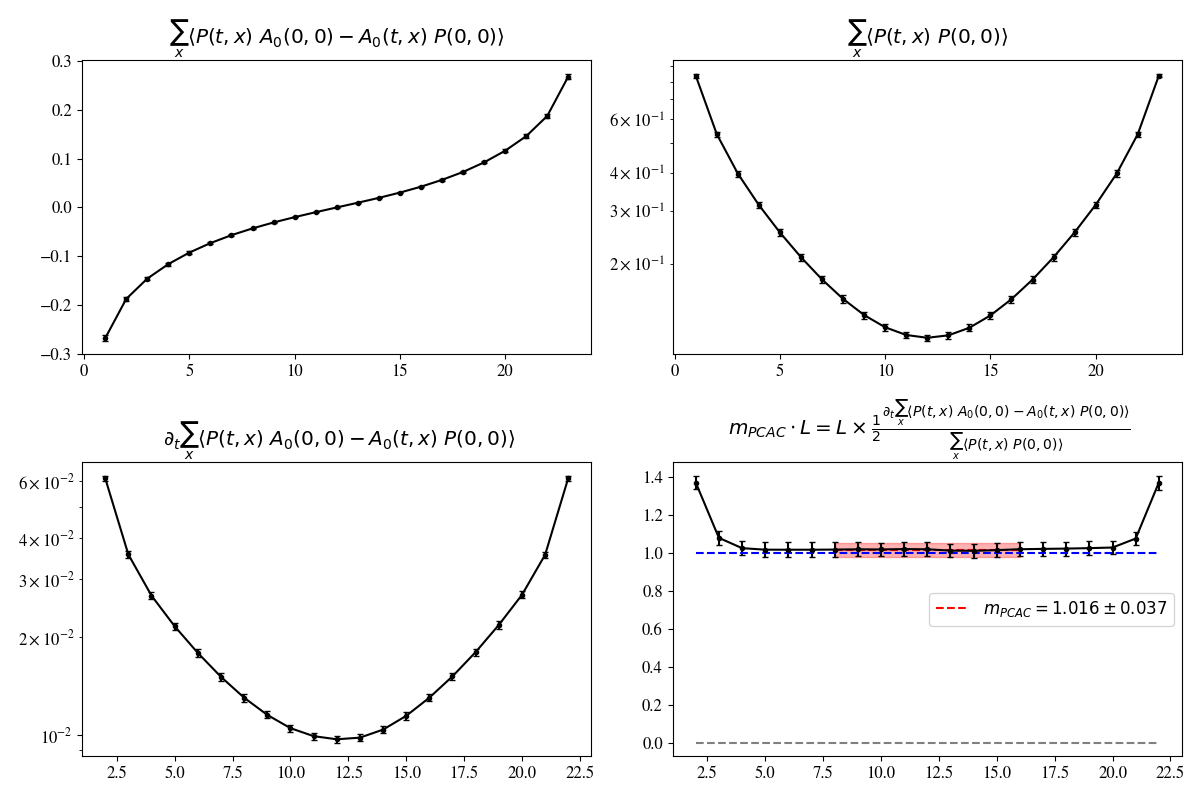 ∑ₓ⟨P(t, x) A₀(0, 0) − A₀(t, x) P(0, 0)⟩
0.3
0.2
0.1
0.0
−0.1
−0.2
−0.3
0 5 10 15 20
∑ₓ⟨P(t, x) P(0, 0)⟩
6 × 10⁻¹
4 × 10⁻¹
3 × 10⁻¹
2 × 10⁻¹
0 5 10 15 20
∂ₜ∑ₓ⟨P(t, x) A₀(0, 0) − A₀(t, x) P(0, 0)⟩
6 × 10⁻²
4 × 10⁻²
3 × 10⁻²
2 × 10⁻²
10⁻²
2.5 5.0 7.5 10.0 12.5 15.0 17.5 20.0 22.5
m_PCAC · L = L × 1/2 ∂ₜ∑ₓ⟨P(t, x) A₀(0, 0) − A₀(t, x) P(0, 0)⟩ / ∑ₓ⟨P(t, x) P(0, 0)⟩
1.4
1.2
1.0
0.8
0.6
0.4
0.2
0.0
m_PCAC = 1.016 ± 0.037
2.5 5.0 7.5 10.0 12.5 15.0 17.5 20.0 22.5